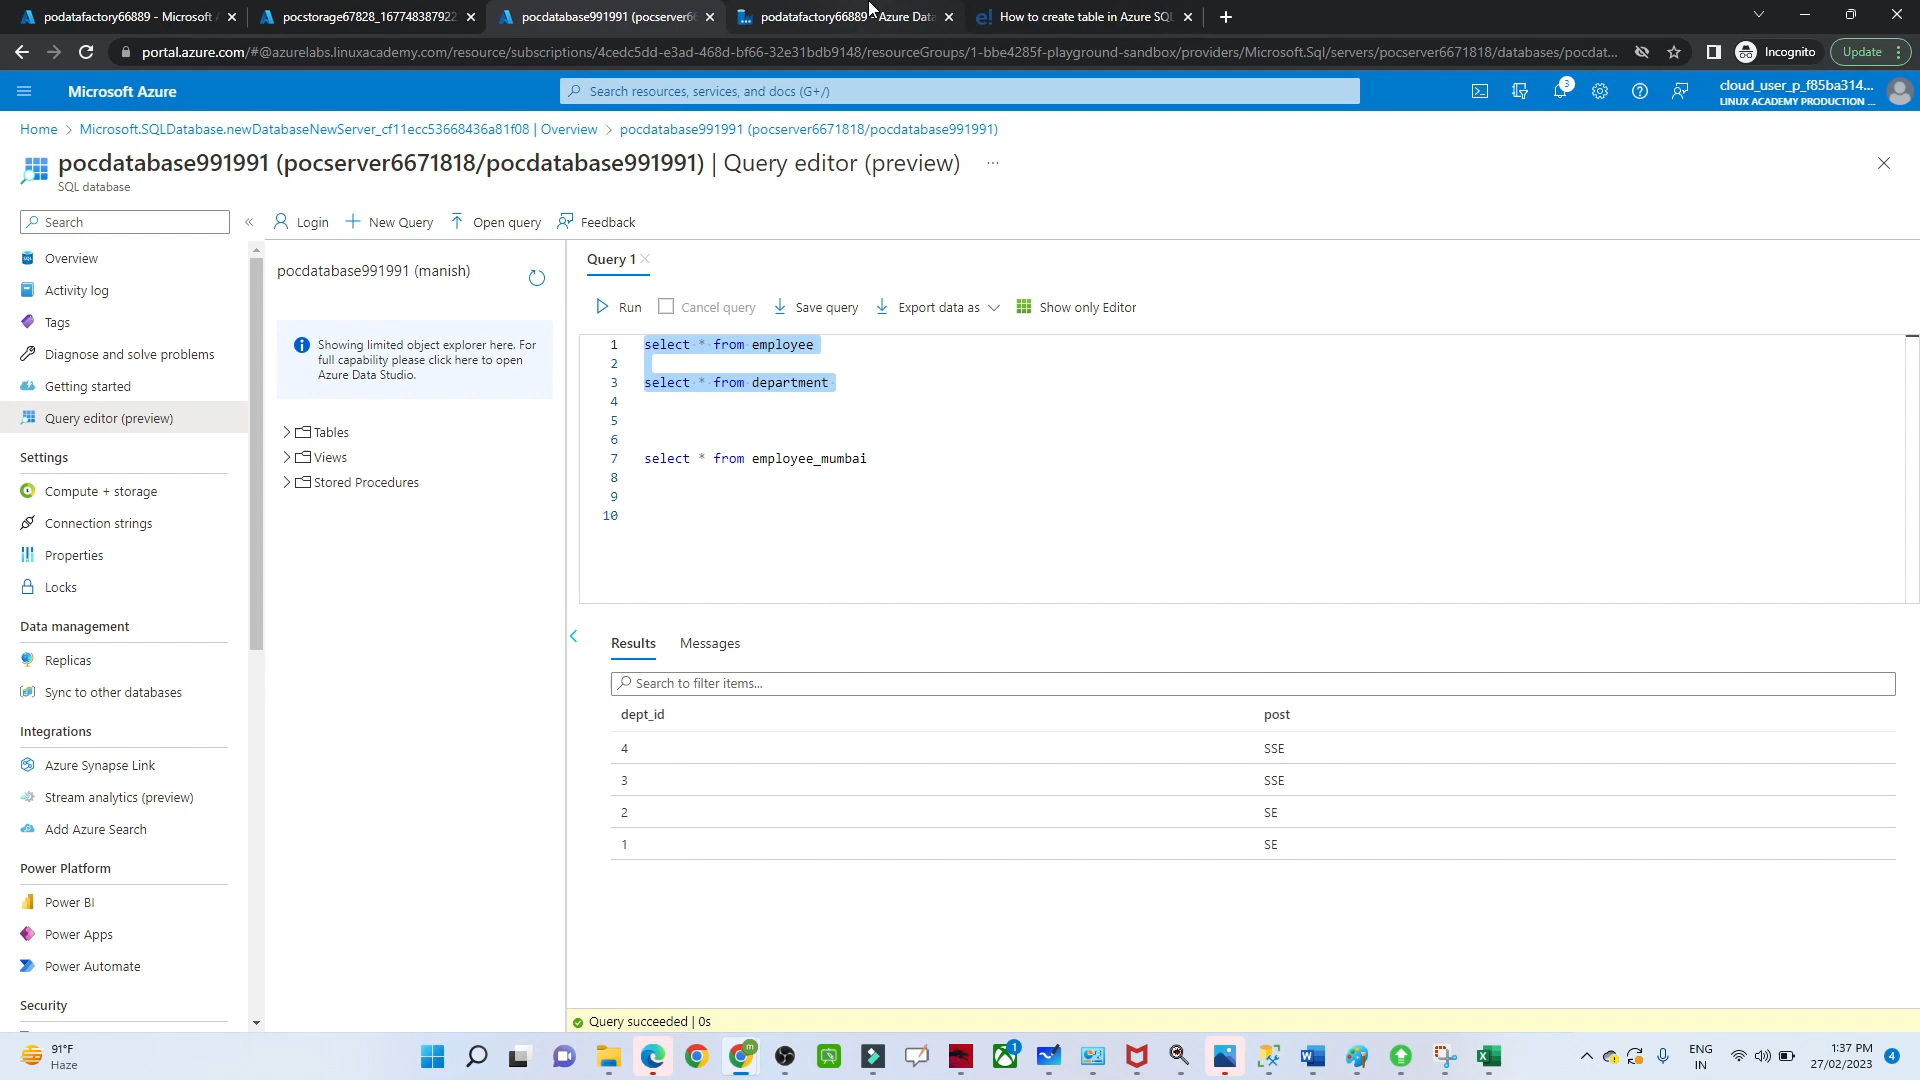 podatafactory66889 - Microsoft
pocstorage67828_167748387922
pocdatabase991991 (pocserver6
podatafactory66889 - Azure Data
How to create table in Azure SQL
portal.azure.com/#@azurelabs.linuxacademy.com/resource/subscriptions/4cedc5dd-e3ad-468d-bf66-32e31bdb9148/resourceGroups/1-bbe4285f-playground-sandbox/providers/Microsoft.Sql/servers/pocserver6671818/databases/pocdat...
Incognito
Update
Microsoft Azure
Search resources, services, and docs (G+/)
3
cloud_user_p_f85ba314...
LINUX ACADEMY PRODUCTION ...
Home > Microsoft.SQLDatabase.newDatabaseNewServer_cf11ecc53668436a81f08 | Overview > pocdatabase991991 (pocserver6671818/pocdatabase991991)
pocdatabase991991 (pocserver6671818/pocdatabase991991) | Query editor (preview) ...
SQL database
Search
Login
New Query
Open query
Feedback
Overview
Activity log
Tags
Diagnose and solve problems
Getting started
Query editor (preview)
Settings
Compute + storage
Connection strings
Properties
Locks
Data management
Replicas
Sync to other databases
Integrations
Azure Synapse Link
Stream analytics (preview)
Add Azure Search
Power Platform
Power BI
Power Apps
Power Automate
Security
pocdatabase991991 (manish)
Showing limited object explorer here. For
full capability please click here to open
Azure Data Studio.
Tables
Views
Stored Procedures
Query 1
Run
Cancel query
Save query
Export data as
Show only Editor
1 select * from employee
2
3 select * from department
4
5
6
7 select * from employee_mumbai
8
9
10
Results
Messages
Search to filter items...
dept_id post
4 SSE
3 SSE
2 SE
1 SE
Query succeeded | 0s
91°F
Haze
m
1
ENG
IN
1:37 PM
27/02/2023
4